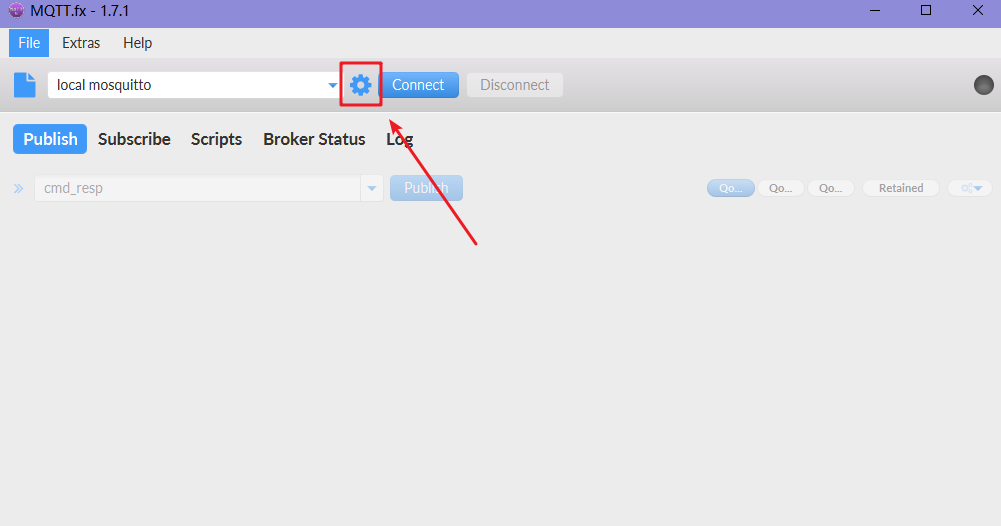 MQTT.fx - 1.7.1
File Extras Help
local mosquitto Connect Disconnect
Publish Subscribe Scripts Broker Status Log
cmd_resp Publish Qo... Qo... Qo... Retained